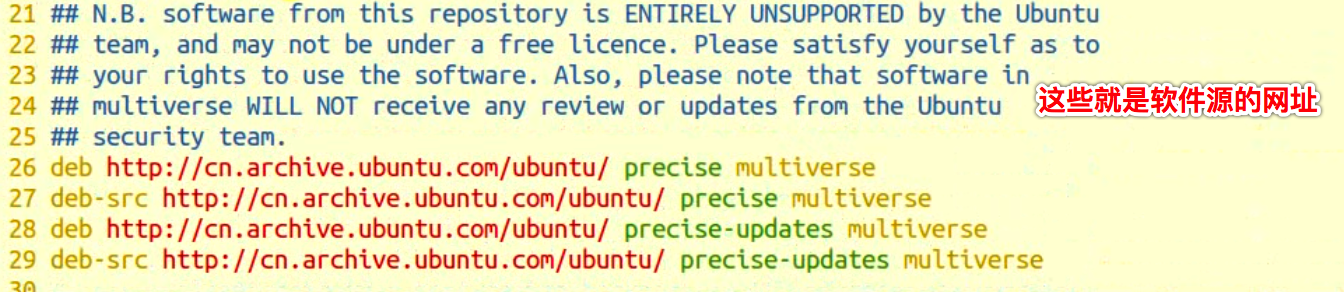 21 ## N.B. software from this repository is ENTIRELY UNSUPPORTED by the Ubuntu
22 ## team, and may not be under a free licence. Please satisfy yourself as to
23 ## your rights to use the software. Also, please note that software in
24 ## multiverse WILL NOT receive any review or updates from the Ubuntu
这些就是软件源的网址
25 ## security team.
26 deb http://cn.archive.ubuntu.com/ubuntu/ precise multiverse
27 deb-src http://cn.archive.ubuntu.com/ubuntu/ precise multiverse
28 deb http://cn.archive.ubuntu.com/ubuntu/ precise-updates multiverse
29 deb-src http://cn.archive.ubuntu.com/ubuntu/ precise-updates multiverse
30